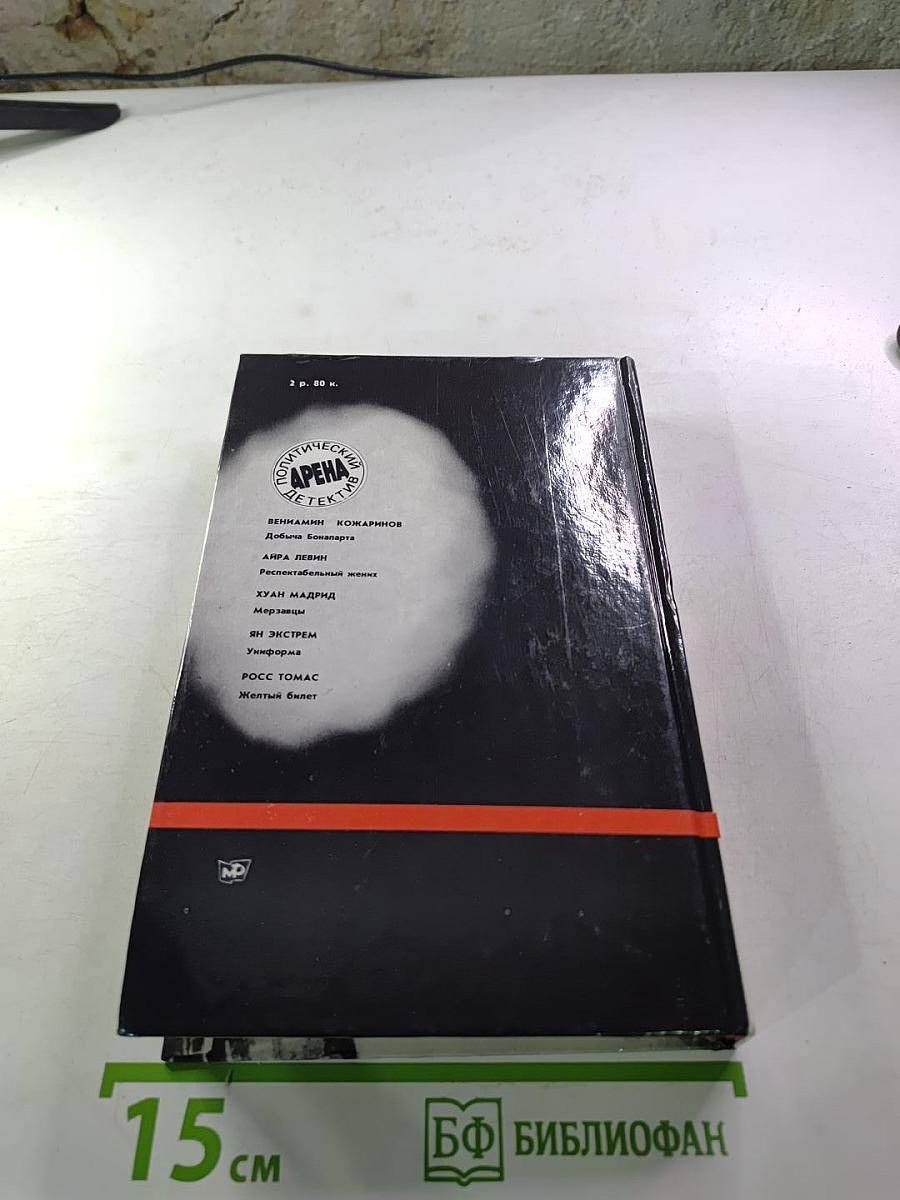 2 р. 80 к.
ПОЛИТИЧЕСКИЙ
АРЕНА
ДЕТЕКТИВ
ВЕНИАМИН КОЖАРИНОВ
Добыча Бонапарта
АЙРА ЛЕВИН
Респектабельный жених
ХУАН МАДРИД
Мерзавцы
ЯН ЭКСТРЕМ
Униформа
РОСС ТОМАС
Желтый билет
МР
15 см
БФ БИБЛИОФАН